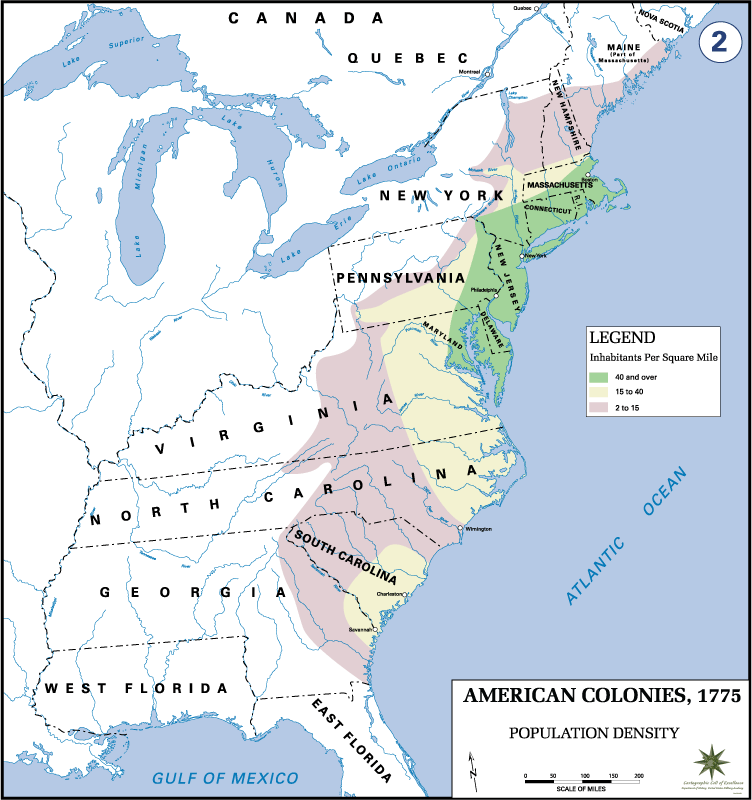 CANADA
Quebec
NOVA SCOTIA
2
Lake Superior
QUEBEC
MAINE
(Part of
Massachusetts)
Montreal
Lake
Champlain
NEW HAMPSHIRE
Lake Michigan
Lake Huron
Lake Ontario
Mohawk River
NEW YORK
MASSACHUSETTS
Boston
CONNECTICUT
R.I.
Lake Erie
New York
PENNSYLVANIA
NEW JERSEY
Philadelphia
MARYLAND
DELAWARE
LEGEND
Inhabitants Per Square Mile
40 and over
15 to 40
2 to 15
VIRGINIA
NORTH CAROLINA
Wilmington
SOUTH CAROLINA
ATLANTIC OCEAN
GEORGIA
Charleston
Savannah
WEST FLORIDA
EAST FLORIDA
GULF OF MEXICO
AMERICAN COLONIES, 1775
POPULATION DENSITY
N
0 50 100 150 200
SCALE OF MILES